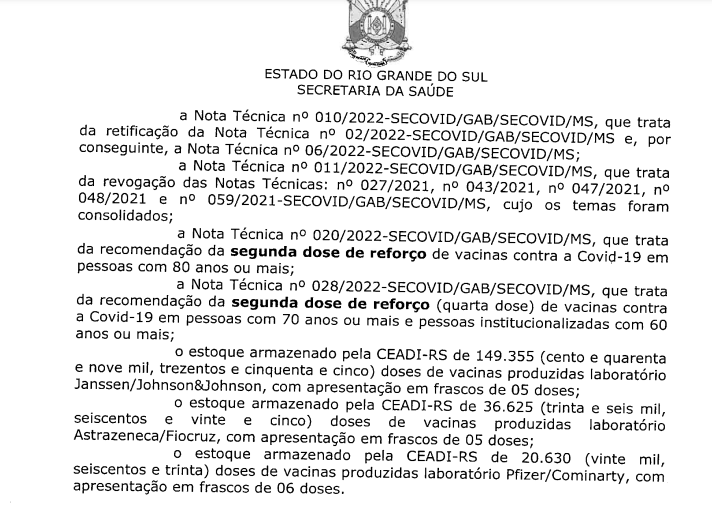 ESTADO DO RIO GRANDE DO SUL
SECRETARIA DA SAÚDE
a Nota Técnica nº 010/2022-SECOVID/GAB/SECOVID/MS, que trata
da retificação da Nota Técnica nº 02/2022-SECOVID/GAB/SECOVID/MS e, por
conseguinte, a Nota Técnica nº 06/2022-SECOVID/GAB/SECOVID/MS;
a Nota Técnica nº 011/2022-SECOVID/GAB/SECOVID/MS, que trata
da revogação das Notas Técnicas: nº 027/2021, nº 043/2021, nº 047/2021, nº
048/2021 e nº 059/2021-SECOVID/GAB/SECOVID/MS, cujo os temas foram
consolidados;
a Nota Técnica nº 020/2022-SECOVID/GAB/SECOVID/MS, que trata
da recomendação da segunda dose de reforço de vacinas contra a Covid-19 em
pessoas com 80 anos ou mais;
a Nota Técnica nº 028/2022-SECOVID/GAB/SECOVID/MS, que trata
da recomendação da segunda dose de reforço (quarta dose) de vacinas contra
a Covid-19 em pessoas com 70 anos ou mais e pessoas institucionalizadas com 60
anos ou mais;
o estoque armazenado pela CEADI-RS de 149.355 (cento e quarenta
e nove mil, trezentos e cinquenta e cinco) doses de vacinas produzidas laboratório
Janssen/Johnson&Johnson, com apresentação em frascos de 05 doses;
o estoque armazenado pela CEADI-RS de 36.625 (trinta e seis mil,
seiscentos e vinte e cinco) doses de vacinas produzidas laboratório
Astrazeneca/Fiocruz, com apresentação em frascos de 05 doses;
o estoque armazenado pela CEADI-RS de 20.630 (vinte mil,
seiscentos e trinta) doses de vacinas produzidas laboratório Pfizer/Cominarty, com
apresentação em frascos de 06 doses.